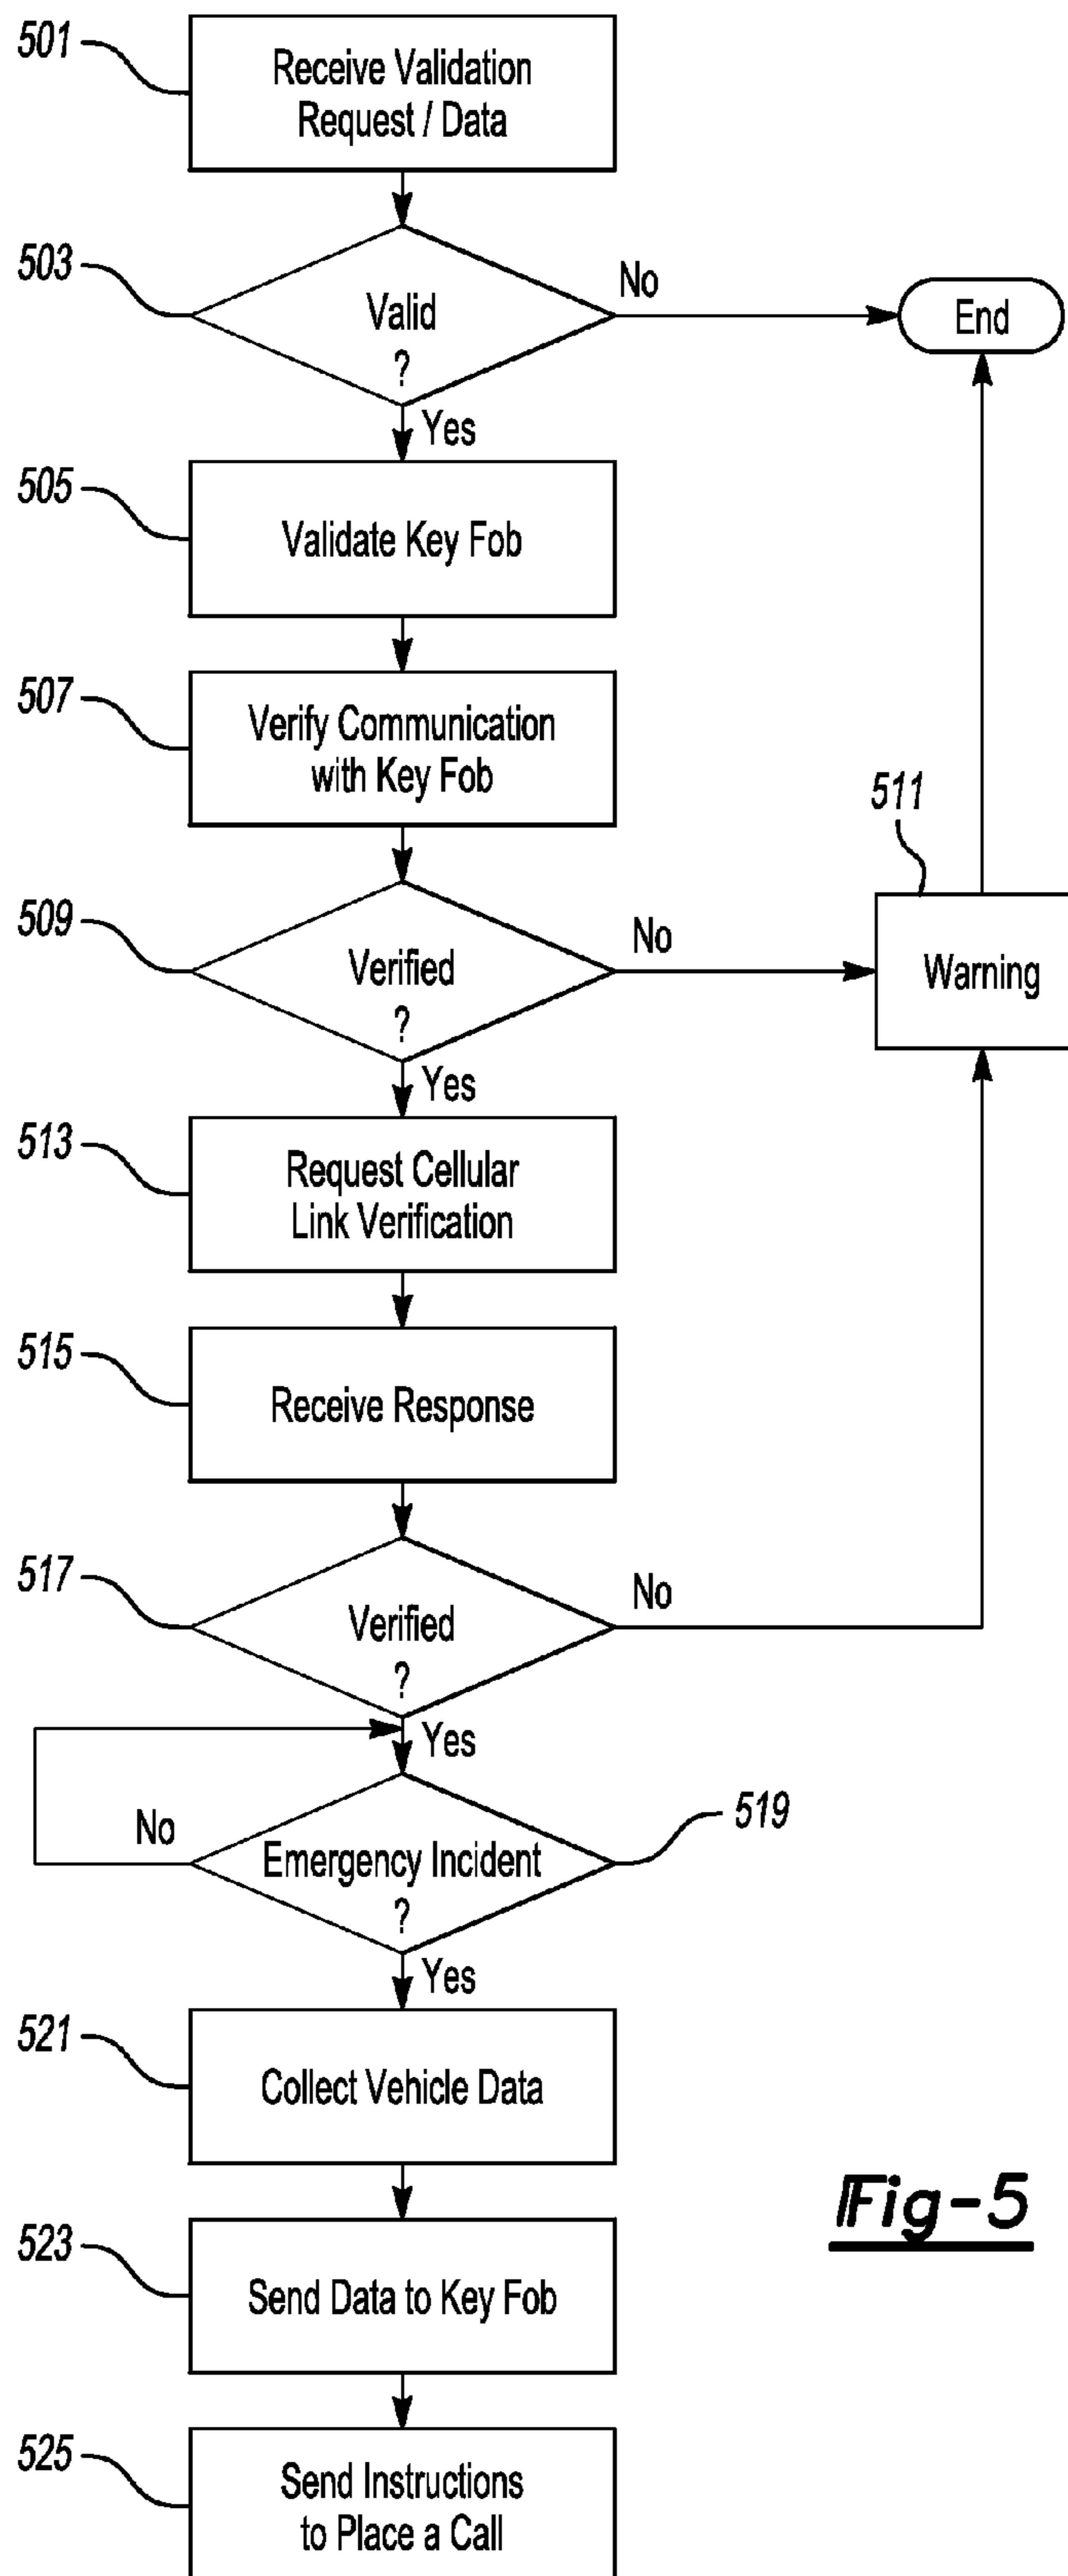 501
Receive Validation
Request / Data
503
Valid
?
No
End
Yes
505
Validate Key Fob
507
Verify Communication
with Key Fob
511
509
Verified
?
No
Warning
Yes
513
Request Cellular
Link Verification
515
Receive Response
517
Verified
?
No
Yes
519
No
Emergency Incident
?
Yes
521
Collect Vehicle Data
Fig-5
523
Send Data to Key Fob
525
Send Instructions
to Place a Call